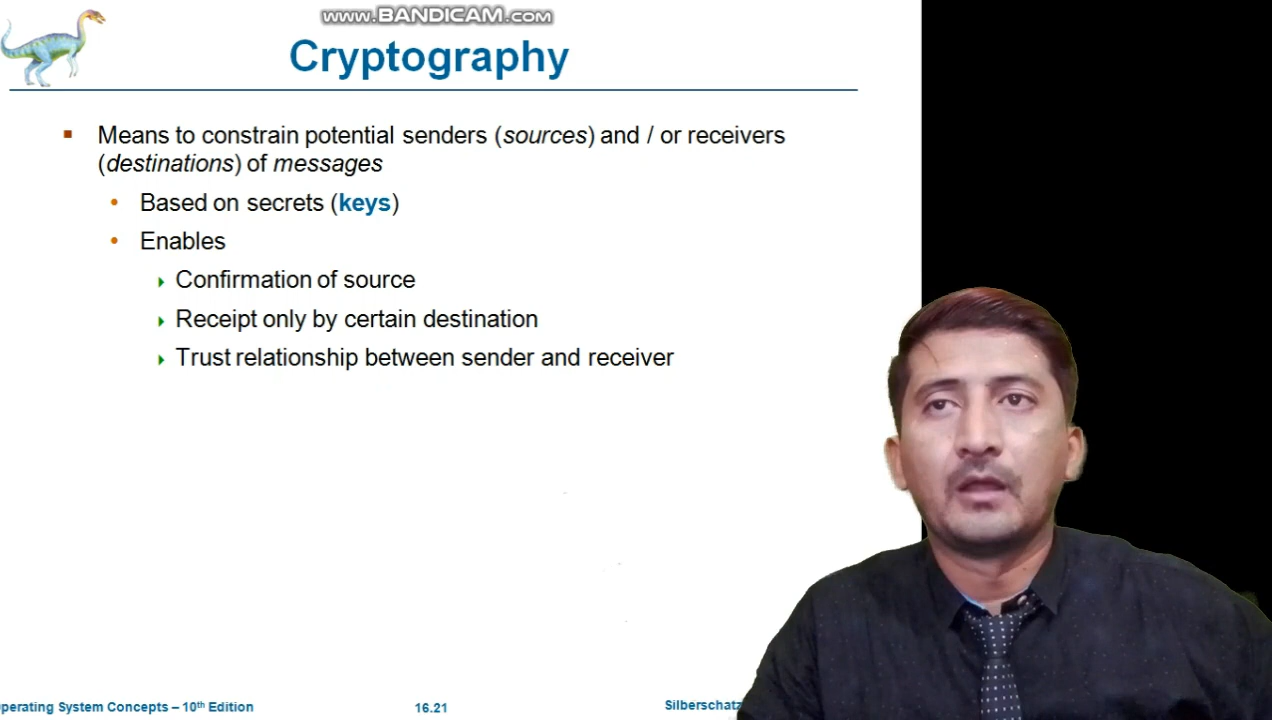 www.BANDICAM.com
Cryptography
Means to constrain potential senders (sources) and / or receivers
(destinations) of messages
Based on secrets (keys)
Enables
Confirmation of source
Receipt only by certain destination
Trust relationship between sender and receiver
perating System Concepts – 10th Edition
16.21
Silberschatz